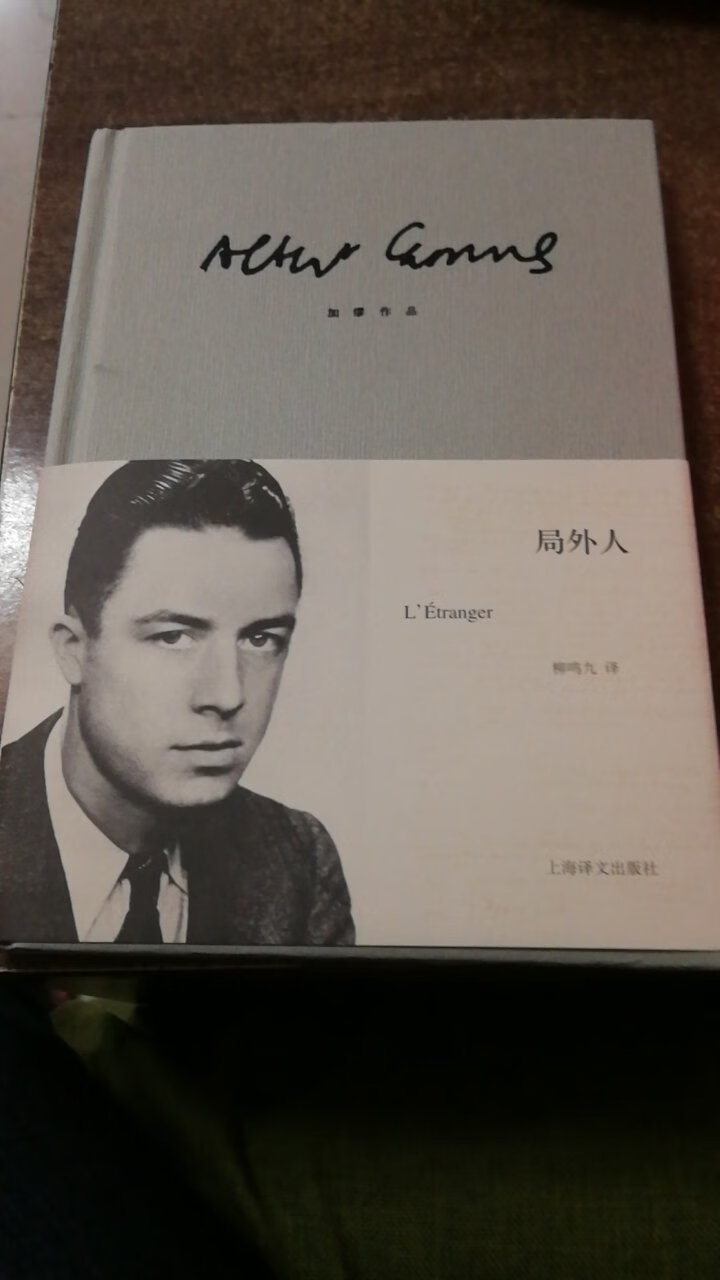 Albert Camus
加缪作品
局外人
L'Étranger
柳鸣九 译
上海译文出版社